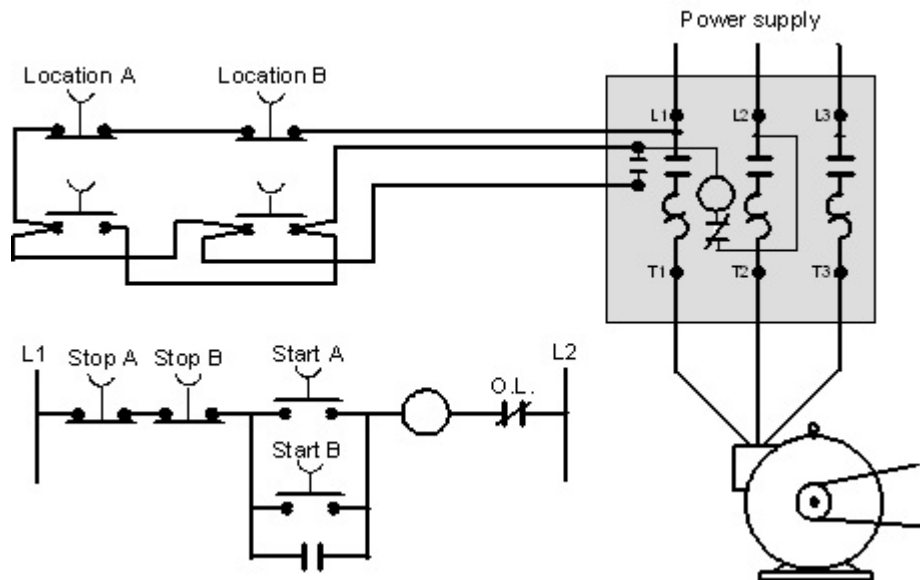 Power supply
Location A
Location B
L1
L2
L3
T1
T2
T3
L1
Stop A
Stop B
Start A
L2
O.L.
Start B